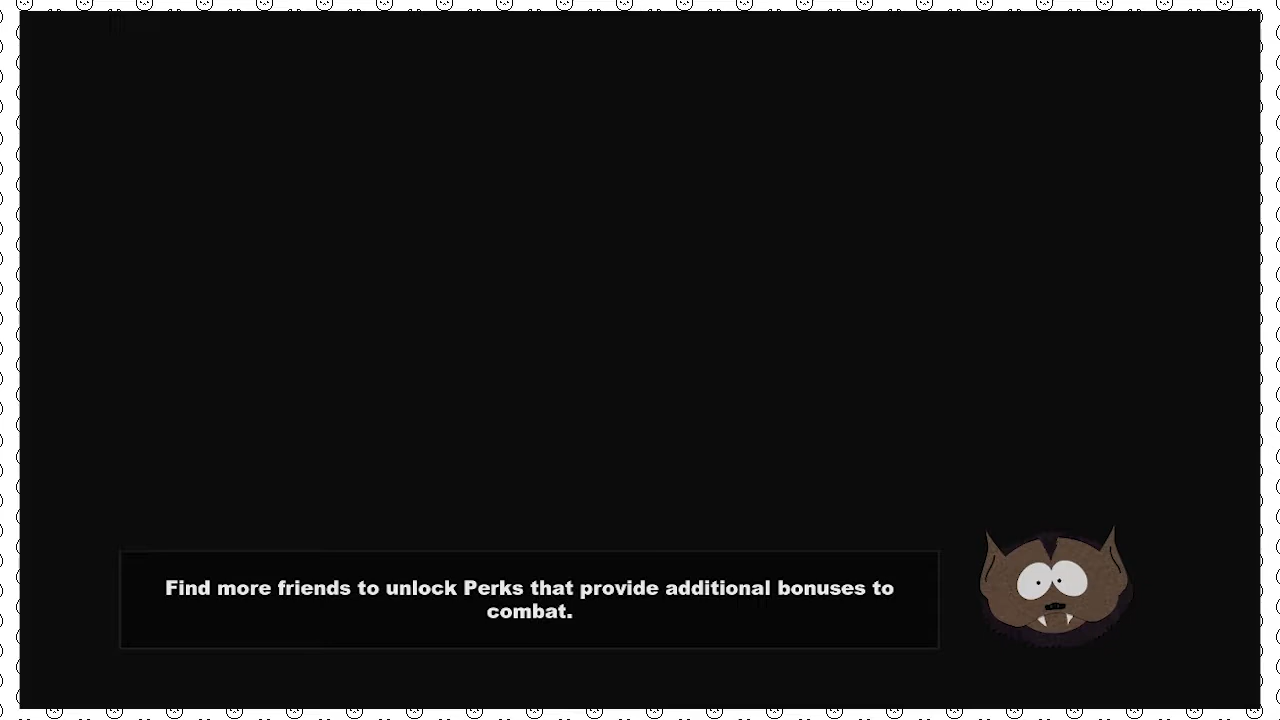 Find more friends to unlock Perks that provide additional bonuses to
combat.